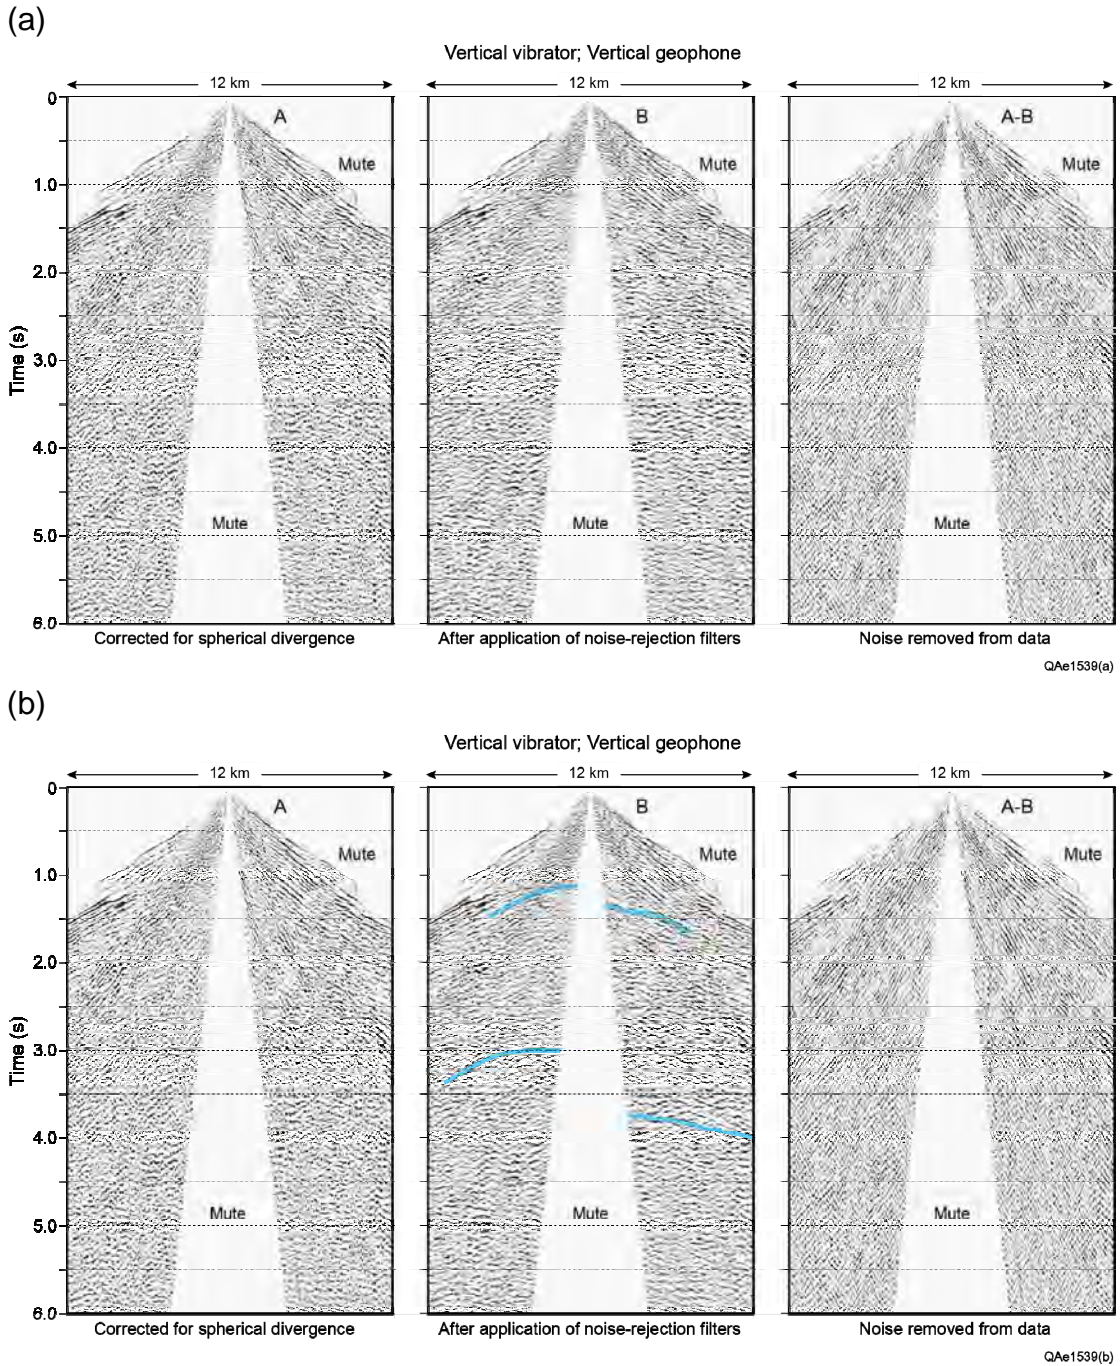 (a)
Vertical vibrator; Vertical geophone
12 km 12 km 12 km
0
A B A-B
Mute Mute Mute
1.0
2.0
Time (s)
3.0
4.0
Mute Mute Mute
5.0
6.0
Corrected for spherical divergence After application of noise-rejection filters Noise removed from data
QAe1539(a)
(b)
Vertical vibrator; Vertical geophone
12 km 12 km 12 km
0
A B A-B
Mute Mute Mute
1.0
2.0
Time (s)
3.0
4.0
Mute Mute Mute
5.0
6.0
Corrected for spherical divergence After application of noise-rejection filters Noise removed from data
QAe1539(b)